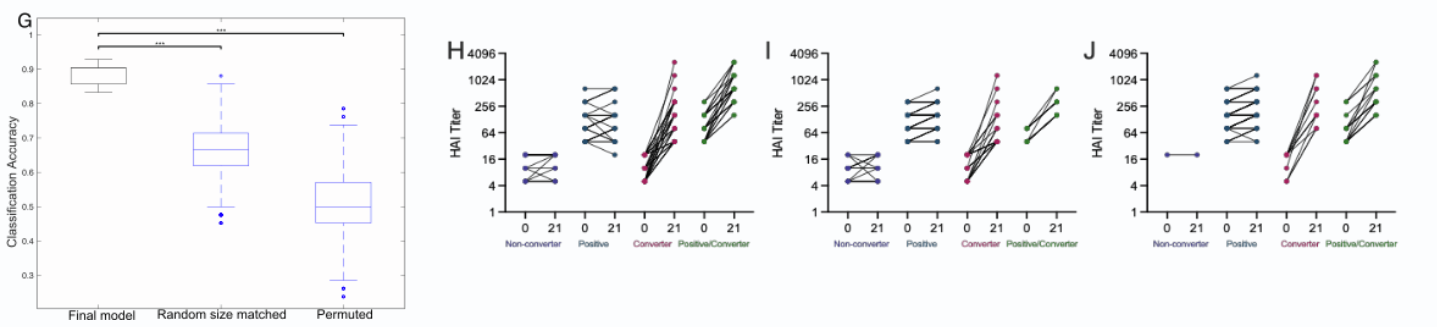 G
***
***
1
0.9
0.8
0.7
0.6
0.5
0.4
0.3
Classification Accuracy
Final model
Random size matched
Permuted
H
4096
1024
256
64
16
4
1
HAI Titer
0 21 0 21 0 21 0 21
Non-converter Positive Converter Positive/Converter
I
4096
1024
256
64
16
4
1
HAI Titer
0 21 0 21 0 21 0 21
Non-converter Positive Converter Positive/Converter
J
4096
1024
256
64
16
4
1
HAI Titer
0 21 0 21 0 21 0 21
Non-converter Positive Converter Positive/Converter